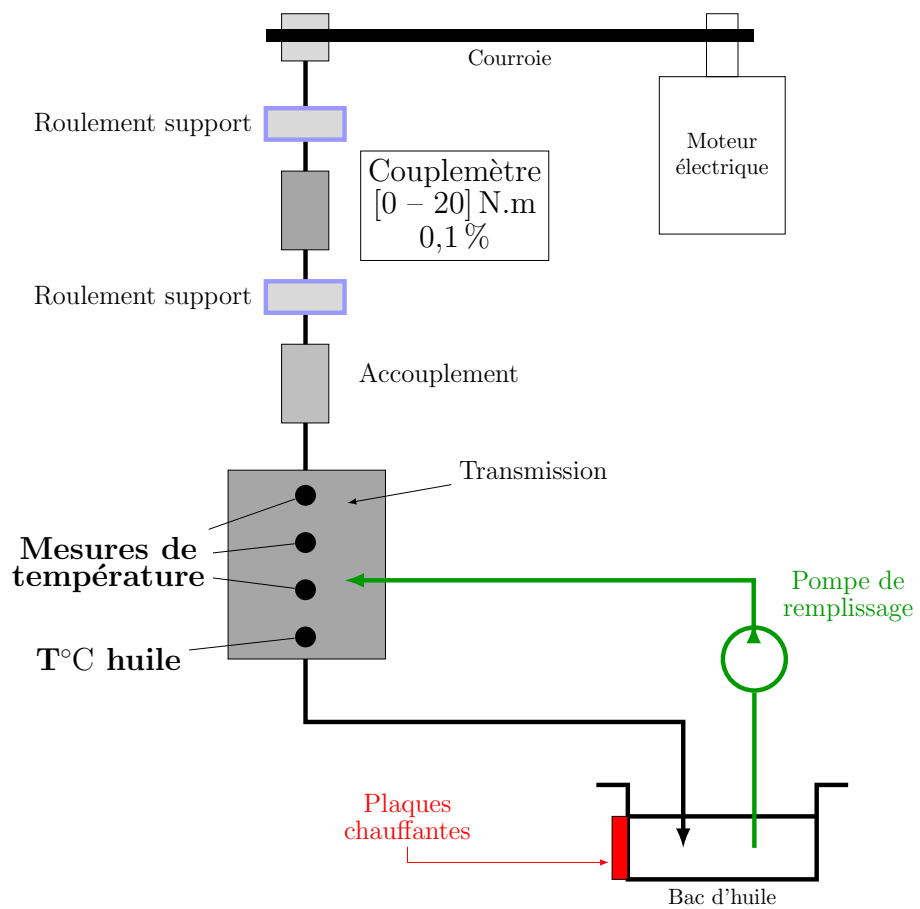 Courroie
Roulement support
Moteur
électrique
Couplemètre
[0 – 20] N.m
0,1 %
Roulement support
Accouplement
Transmission
Mesures de
température
Pompe de
remplissage
T°C huile
Plaques
chauffantes
Bac d'huile